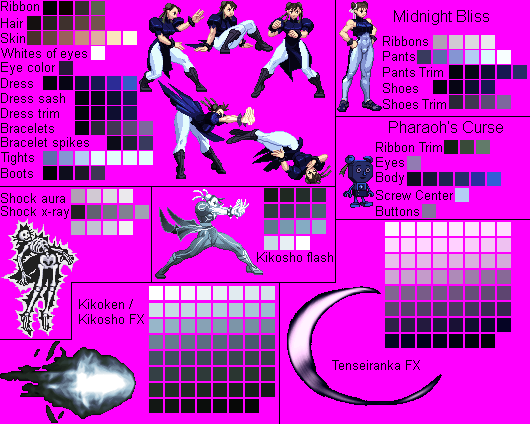 Ribbon
Hair
Skin
Whites of eyes
Eye color
Dress
Dress sash
Dress trim
Bracelets
Bracelet spikes
Tights
Boots
Midnight Bliss
Ribbons
Pants
Pants Trim
Shoes
Shoes Trim
Pharaoh's Curse
Ribbon Trim
Eyes
Body
Screw Center
Buttons
Shock aura
Shock x-ray
Kikosho flash
Kikoken /
Kikosho FX
Tenseiranka FX